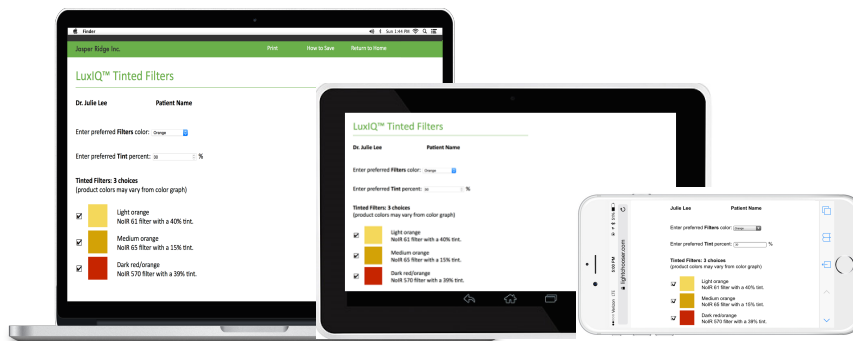 Finder
Sun 1:44 PM
Jasper Ridge Inc.
Print
How to Save
Return to Home
LuxIQ™ Tinted Filters
Dr. Julie Lee
Patient Name
Enter preferred Filters color: Orange
Enter preferred Tint percent: %
Tinted Filters: 3 choices
(product colors may vary from color graph)
Light orange
NoIR 61 filter with a 40% tint.
Medium orange
NoIR 65 filter with a 15% tint.
Dark red/orange
NoIR 570 filter with a 39% tint.
LuxIQ™ Tinted Filters
Dr. Julie Lee
Patient Name
Enter preferred Filters color: Orange
Enter preferred Tint percent: %
Tinted Filters: 3 choices
(product colors may vary from color graph)
Light orange
NoIR 61 filter with a 40% tint.
Medium orange
NoIR 65 filter with a 15% tint.
Dark red/orange
NoIR 570 filter with a 39% tint.
Verizon LTE
5:00 PM
21%
lightchooser.com
Julie Lee
Patient Name
Enter preferred Filters color: Orange
Enter preferred Tint percent: %
Tinted Filters: 3 choices
(product colors may vary from color graph)
Light orange
NoIR 61 filter with a 40% tint.
Medium orange
NoIR 65 filter with a 15% tint.
Dark red/orange
NoIR 570 filter with a 39% tint.